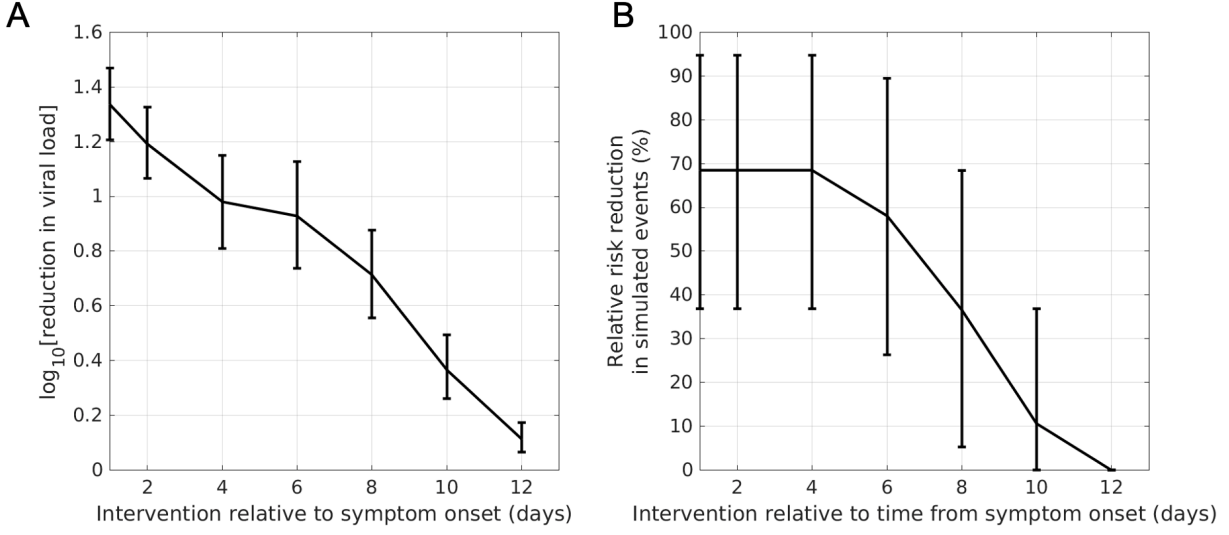 A
1.6
1.4
1.2
1
0.8
0.6
0.4
0.2
0
log10[reduction in viral load]
2 4 6 8 10 12
Intervention relative to symptom onset (days)
B
100
90
80
70
60
50
40
30
20
10
0
Relative risk reduction
in simulated events (%)
2 4 6 8 10 12
Intervention relative to time from symptom onset (days)